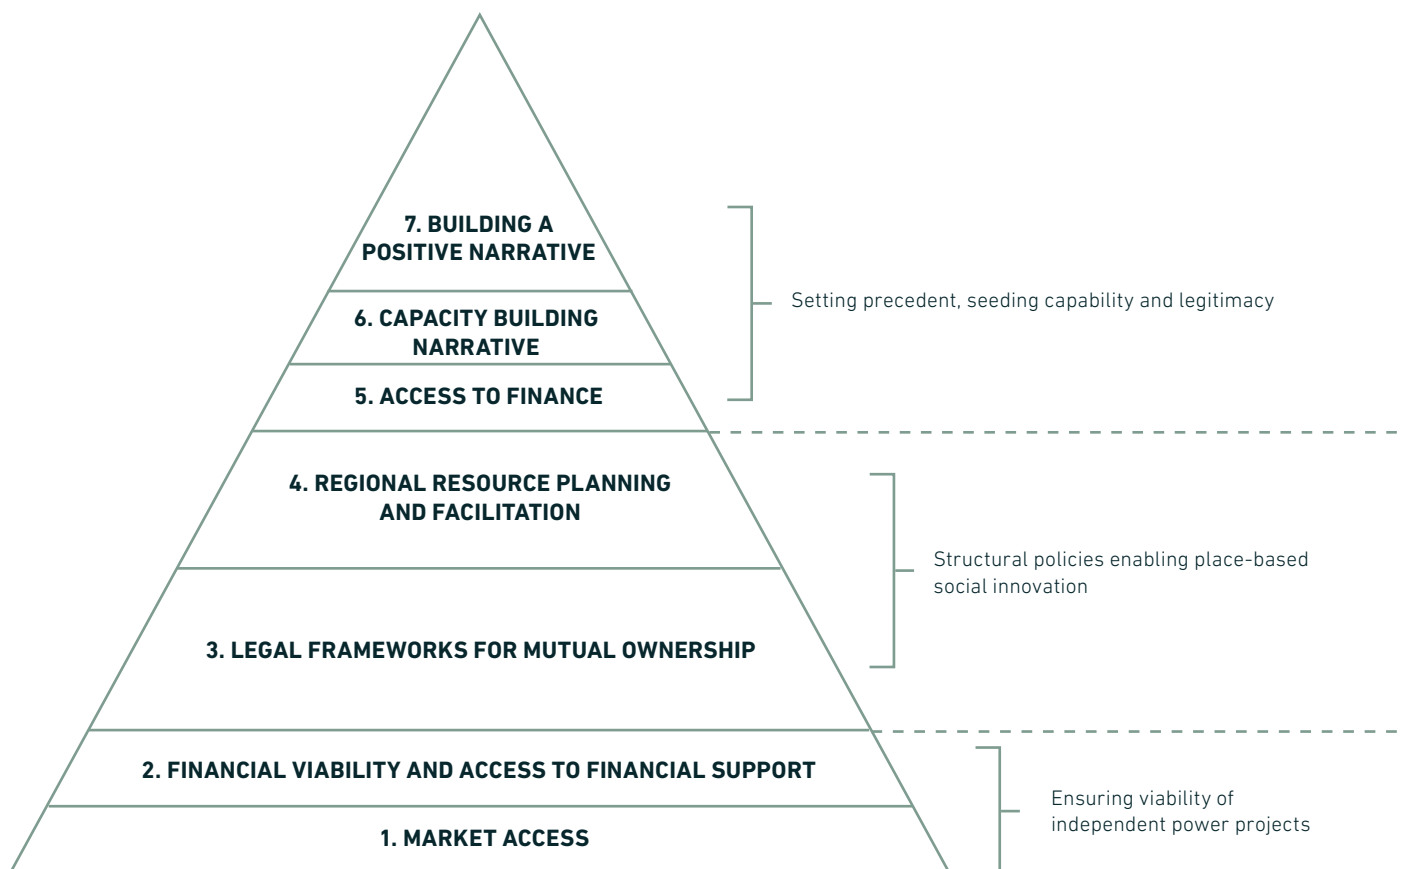 7. BUILDING A
POSITIVE NARRATIVE
6. CAPACITY BUILDING
NARRATIVE
5. ACCESS TO FINANCE
Setting precedent, seeding capability and legitimacy
4. REGIONAL RESOURCE PLANNING
AND FACILITATION
3. LEGAL FRAMEWORKS FOR MUTUAL OWNERSHIP
Structural policies enabling place-based
social innovation
2. FINANCIAL VIABILITY AND ACCESS TO FINANCIAL SUPPORT
1. MARKET ACCESS
Ensuring viability of
independent power projects